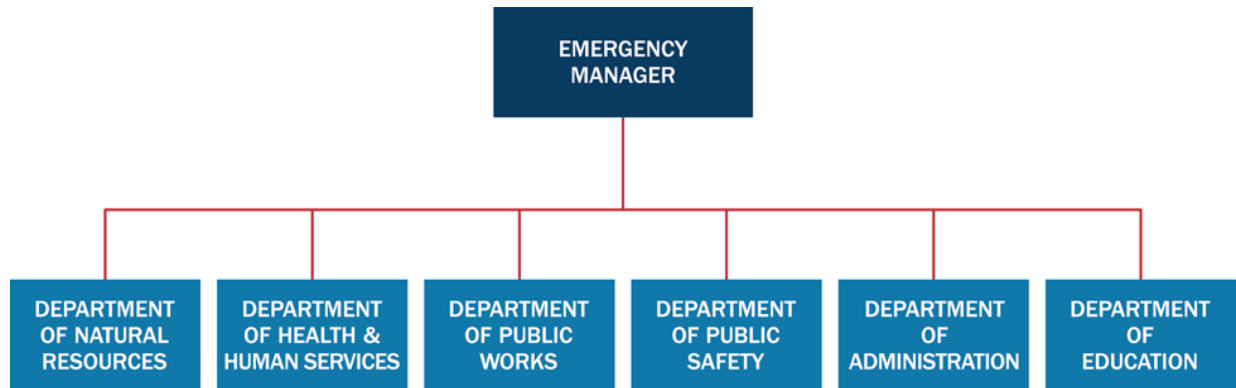 EMERGENCY
MANAGER
DEPARTMENT
OF NATURAL
RESOURCES
DEPARTMENT
OF HEALTH &
HUMAN SERVICES
DEPARTMENT
OF PUBLIC
WORKS
DEPARTMENT
OF PUBLIC
SAFETY
DEPARTMENT
OF
ADMINISTRATION
DEPARTMENT
OF
EDUCATION